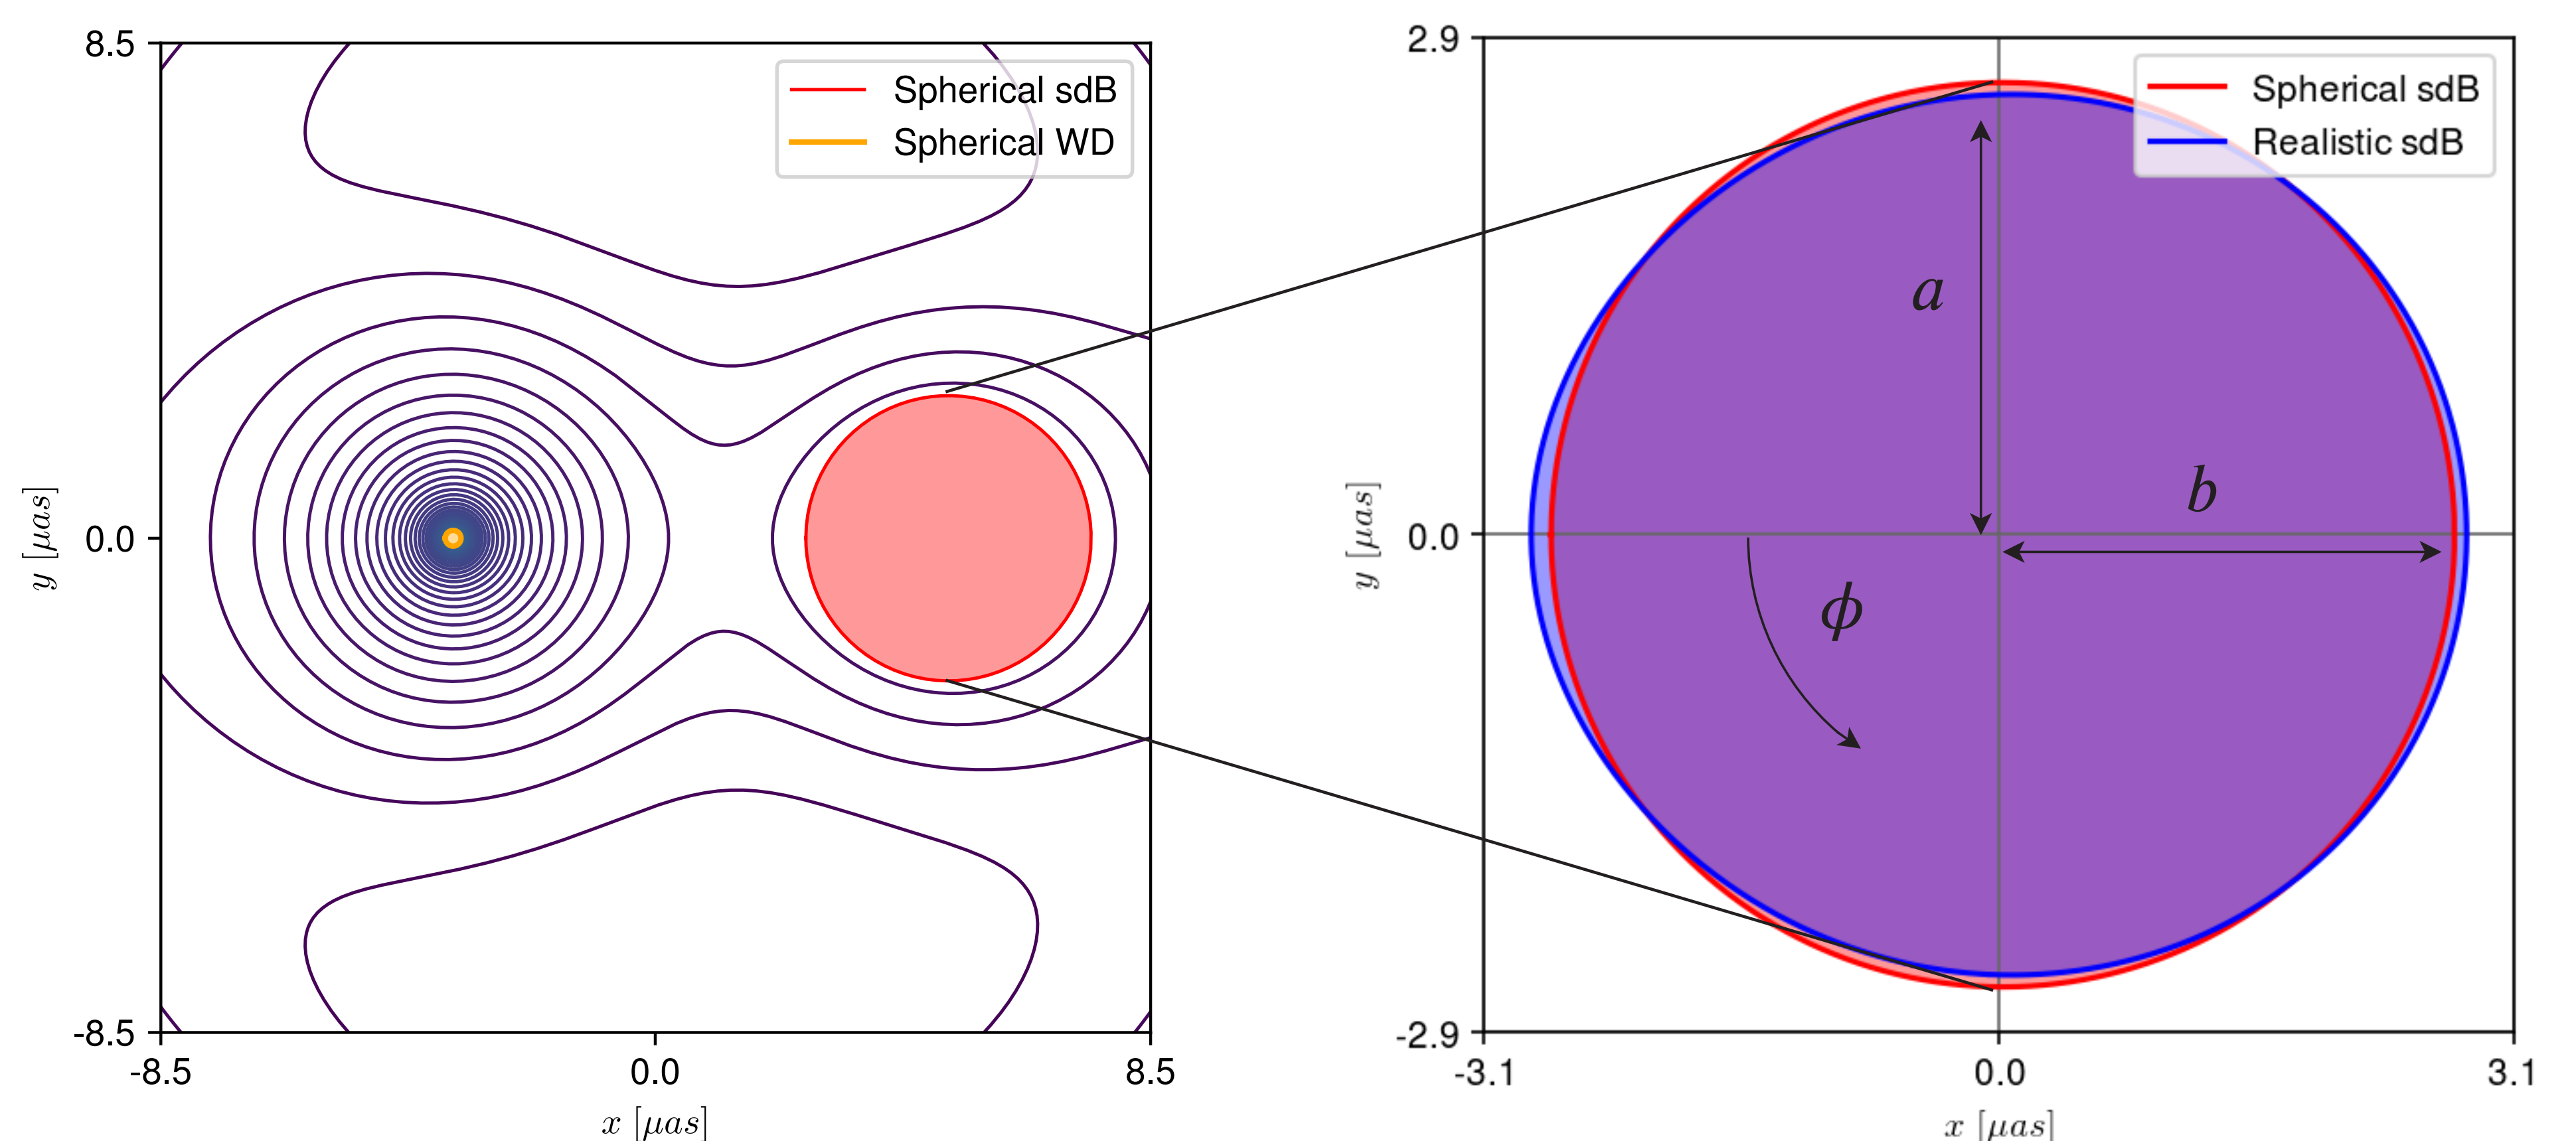 8.5
0.0
-8.5
y [μas]
-8.5
0.0
8.5
x [μas]
Spherical sdB
Spherical WD
2.9
0.0
-2.9
y [μas]
-3.1
0.0
3.1
x [μas]
Spherical sdB
Realistic sdB
a
b
ϕ